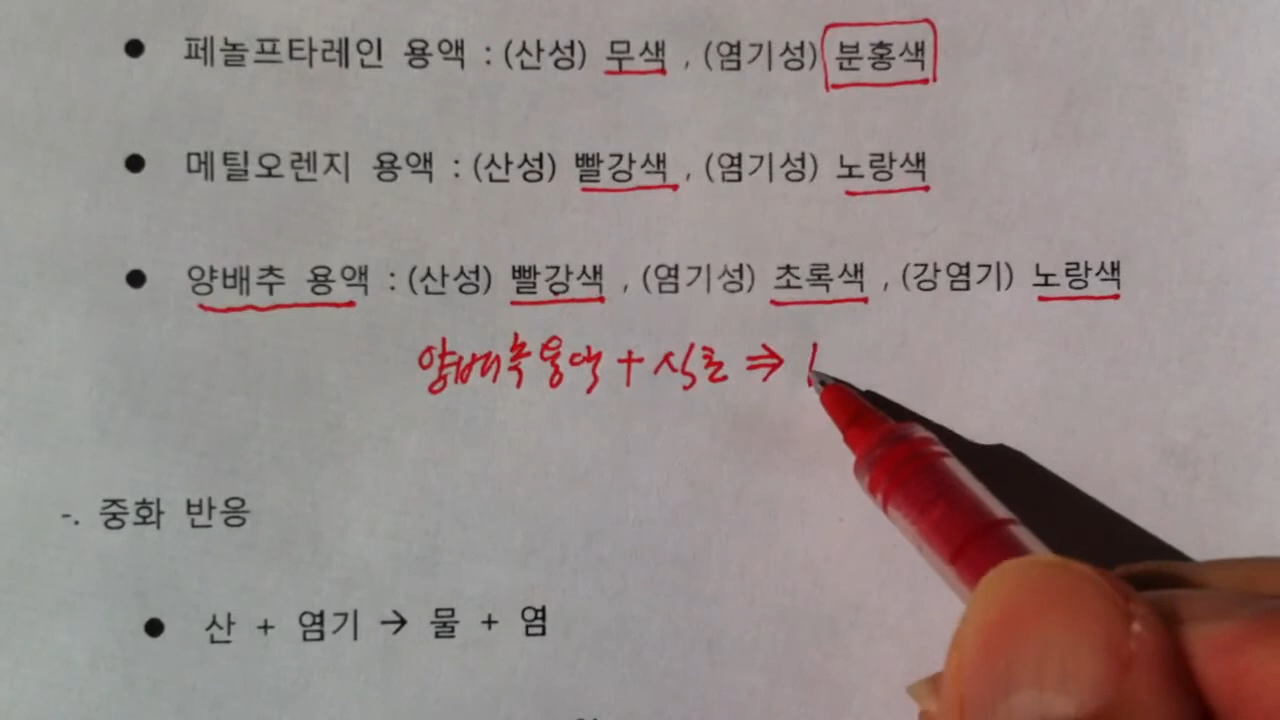 ● 페놀프타레인 용액 : (산성) 무색 , (염기성) 분홍색
● 메틸오렌지 용액 : (산성) 빨강색 , (염기성) 노랑색
● 양배추 용액 : (산성) 빨강색 , (염기성) 초록색 , (강염기) 노랑색
양배추용액 + 식초 ⇒
-. 중화 반응
● 산 + 염기 → 물 + 염